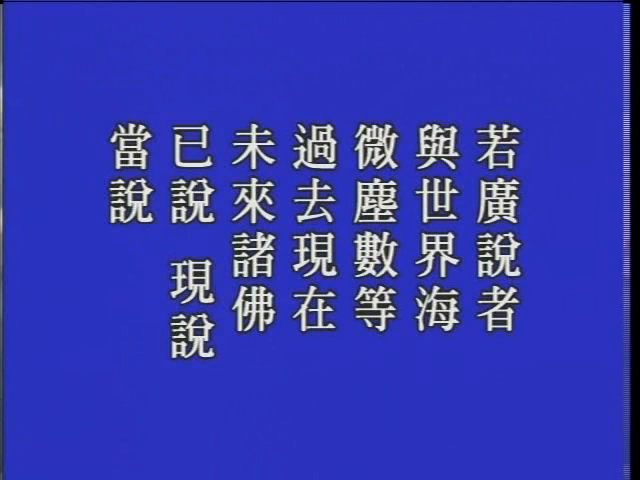 若廣說者
與世界海
微塵數等
過去現在
未來諸佛
已說 現說
當說